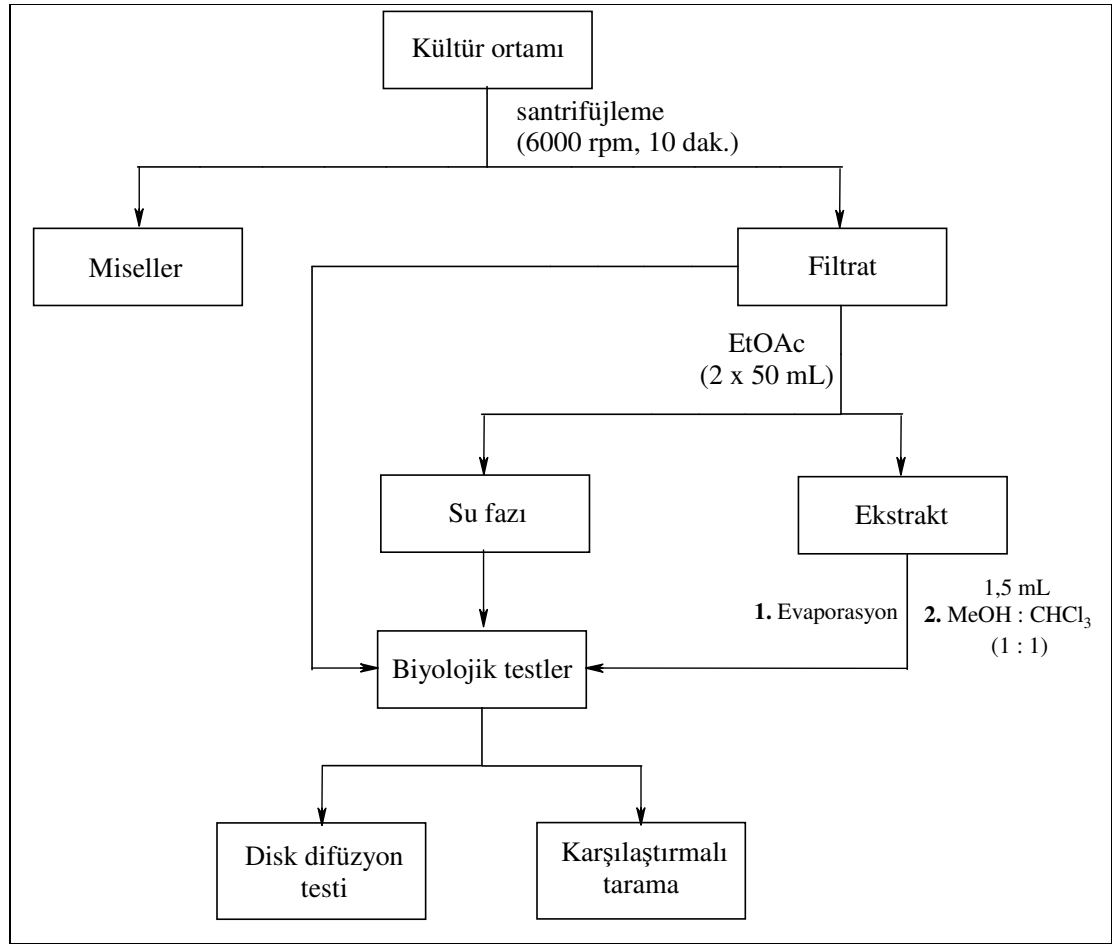 Kültür ortamı
santrifüjleme
(6000 rpm, 10 dak.)
Miseller
Filtrat
EtOAc
(2 x 50 mL)
Su fazı
Ekstrakt
1. Evaporasyon
1,5 mL
2. MeOH : CHCl₃
(1 : 1)
Biyolojik testler
Disk difüzyon
testi
Karşılaştırmalı
tarama